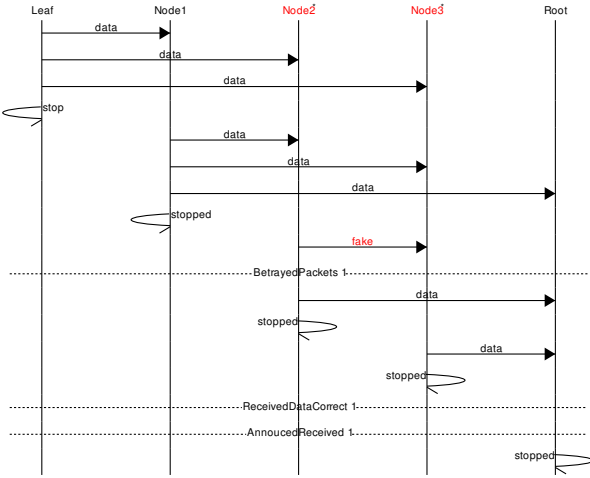 Leaf Node1 Node2* Node3* Root
data
data
data
stop
data
data
data
stopped
fake
BetrayedPackets 1
data
stopped
data
stopped
ReceivedDataCorrect 1
AnnoucedReceived 1
stopped